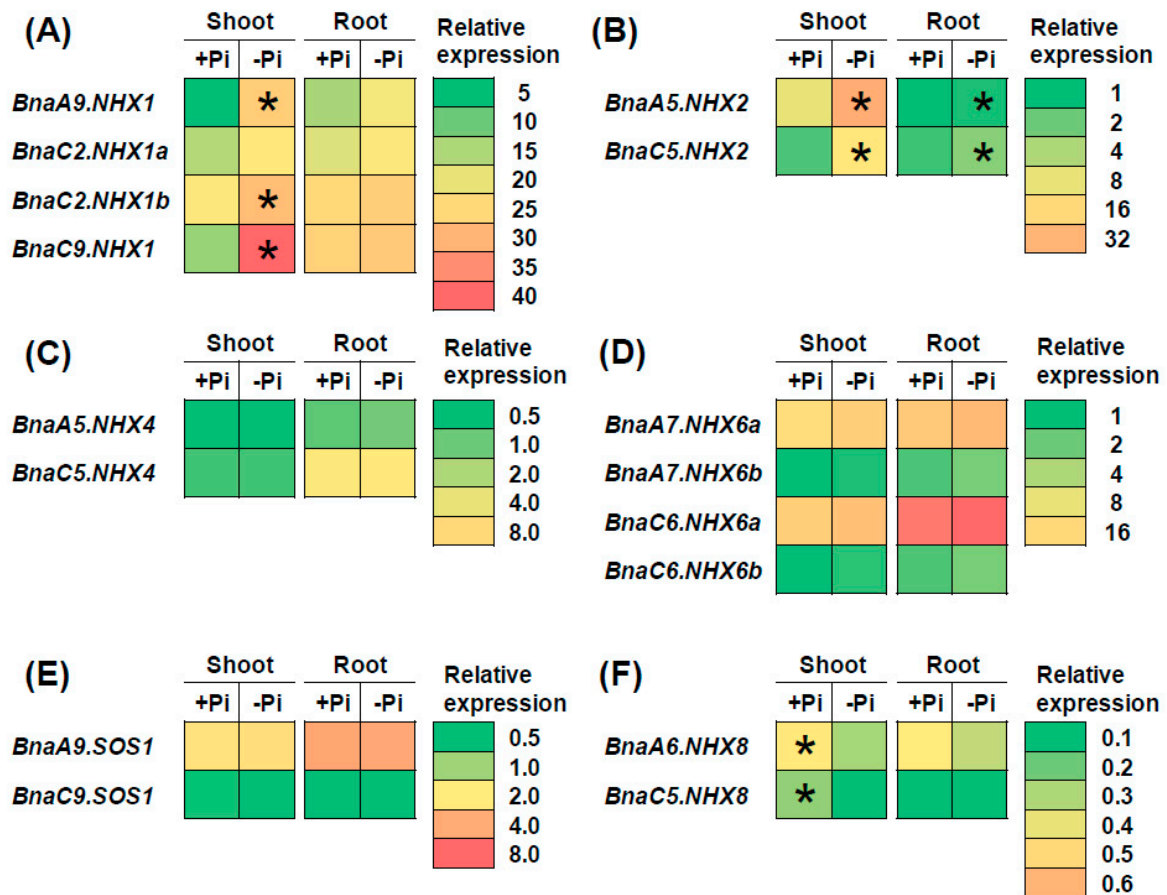 (A)
Shoot Root
Relative expression
+Pi -Pi +Pi -Pi
BnaA9.NHX1 * 5
10
BnaC2.NHX1a 15
20
BnaC2.NHX1b * 25
30
BnaC9.NHX1 * 35
40
(B)
Shoot Root
Relative expression
+Pi -Pi +Pi -Pi
BnaA5.NHX2 * * 1
2
BnaC5.NHX2 * * 4
8
16
32
(C)
Shoot Root
Relative expression
+Pi -Pi +Pi -Pi
BnaA5.NHX4 0.5
1.0
BnaC5.NHX4 2.0
4.0
8.0
(D)
Shoot Root
Relative expression
+Pi -Pi +Pi -Pi
BnaA7.NHX6a 1
2
BnaA7.NHX6b 4
8
BnaC6.NHX6a 16
BnaC6.NHX6b
(E)
Shoot Root
Relative expression
+Pi -Pi +Pi -Pi
BnaA9.SOS1 0.5
1.0
BnaC9.SOS1 2.0
4.0
8.0
(F)
Shoot Root
Relative expression
+Pi -Pi +Pi -Pi
BnaA6.NHX8 * 0.1
0.2
BnaC5.NHX8 * 0.3
0.4
0.5
0.6